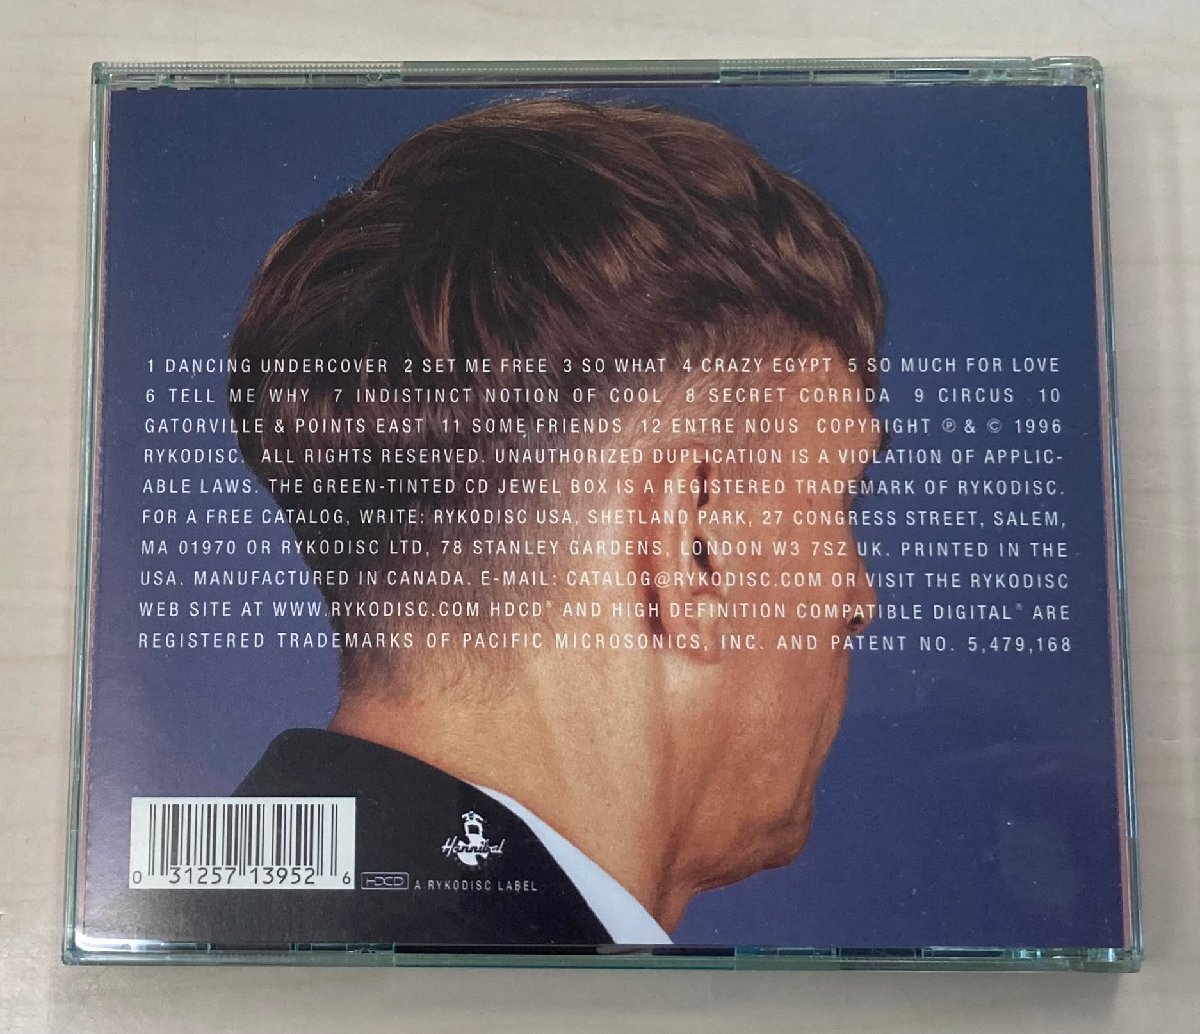 1 DANCING UNDERCOVER 2 SET ME FREE 3 SO WHAT 4 CRAZY EGYPT 5 SO MUCH FOR LOVE
6 TELL ME WHY 7 INDISTINCT NOTION OF COOL 8 SECRET CORRIDA 9 CIRCUS 10
GATORVILLE & POINTS EAST 11 SOME FRIENDS 12 ENTRE NOUS COPYRIGHT ℗ & © 1996
RYKODISC. ALL RIGHTS RESERVED. UNAUTHORIZED DUPLICATION IS A VIOLATION OF APPLIC-
ABLE LAWS. THE GREEN-TINTED CD JEWEL BOX IS A REGISTERED TRADEMARK OF RYKODISC.
FOR A FREE CATALOG, WRITE: RYKODISC USA, SHETLAND PARK, 27 CONGRESS STREET, SALEM,
MA 01970 OR RYKODISC LTD, 78 STANLEY GARDENS, LONDON W3 7SZ UK. PRINTED IN THE
USA. MANUFACTURED IN CANADA. E-MAIL: CATALOG@RYKODISC.COM OR VISIT THE RYKODISC
WEB SITE AT WWW.RYKODISC.COM HDCD® AND HIGH DEFINITION COMPATIBLE DIGITAL® ARE
REGISTERED TRADEMARKS OF PACIFIC MICROSONICS, INC. AND PATENT NO. 5,479,168
Hannibal
0 31257 13952 6
HDCD A RYKODISC LABEL